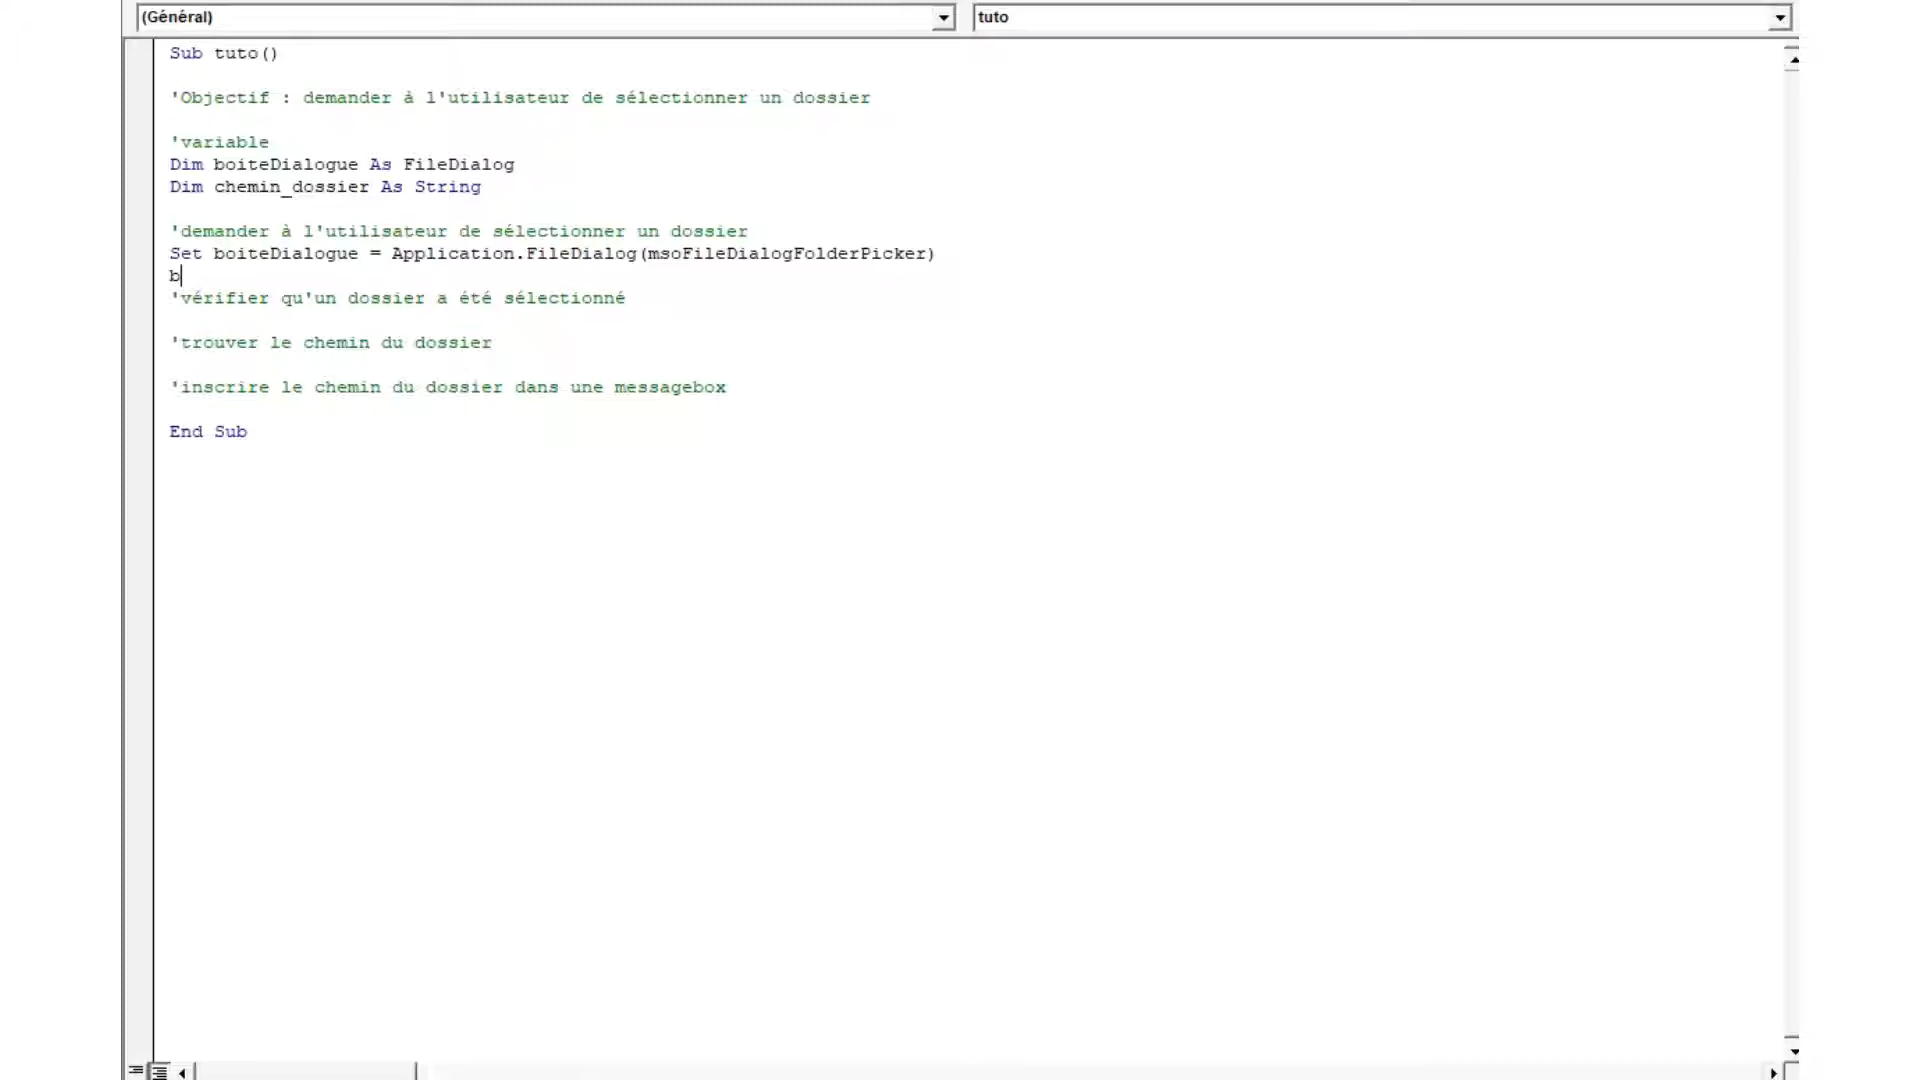 (Général)
tuto
Sub tuto()
'Objectif : demander à l'utilisateur de sélectionner un dossier
'variable
Dim boiteDialogue As FileDialog
Dim chemin_dossier As String
'demander à l'utilisateur de sélectionner un dossier
Set boiteDialogue = Application.FileDialog(msoFileDialogFolderPicker)
b
'vérifier qu'un dossier a été sélectionné
'trouver le chemin du dossier
'inscrire le chemin du dossier dans une messagebox
End Sub